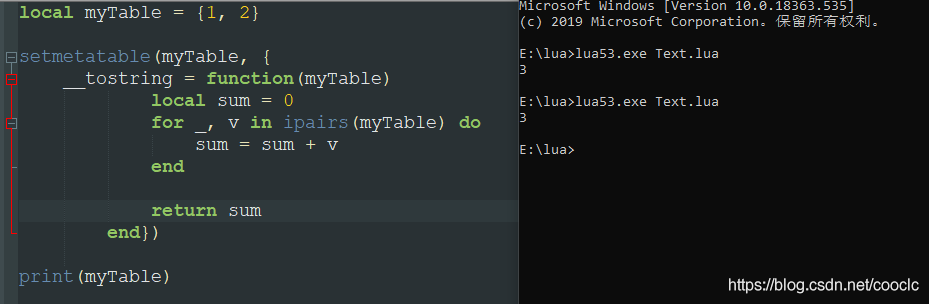 local myTable = {1, 2}
setmetatable(myTable, {
__tostring = function(myTable)
local sum = 0
for _, v in ipairs(myTable) do
sum = sum + v
end
return sum
end})
print(myTable)
Microsoft Windows [Version 10.0.18363.535]
(c) 2019 Microsoft Corporation。保留所有权利。
E:\lua>lua53.exe Text.lua
3
E:\lua>lua53.exe Text.lua
3
E:\lua>
https://blog.csdn.net/cooclc